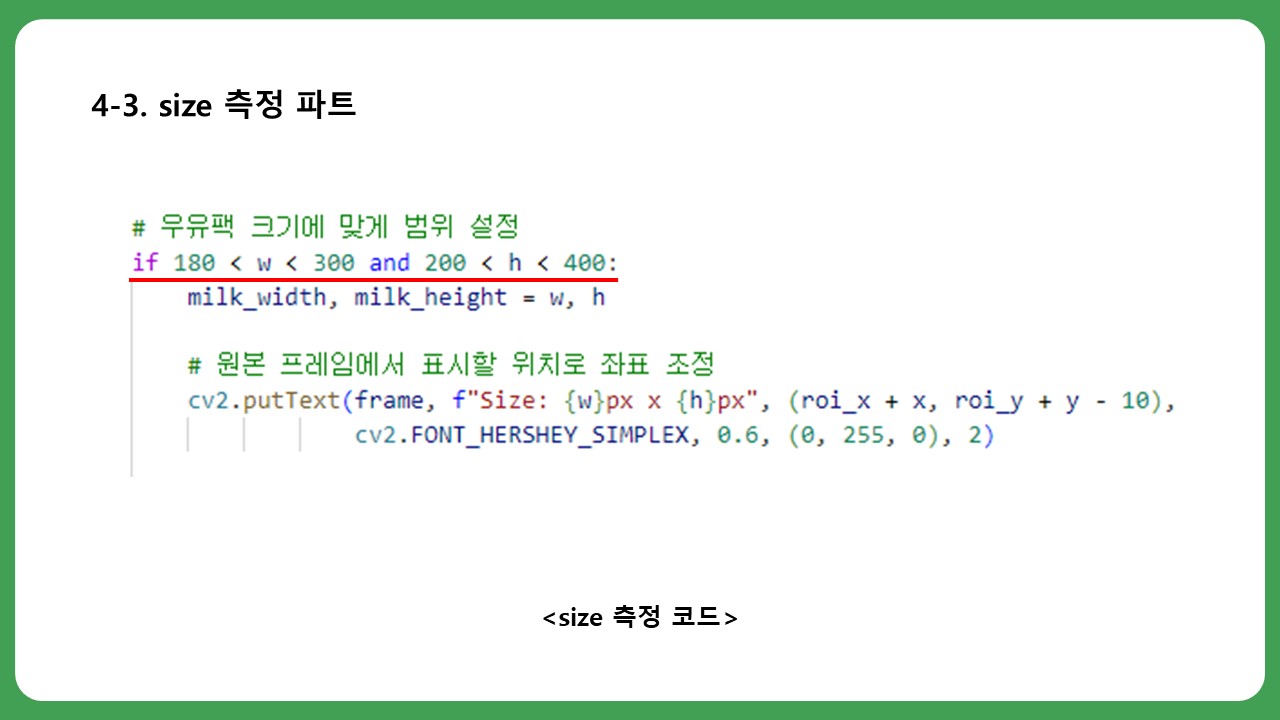 4-3. size 측정 파트
# 우유팩 크기에 맞게 범위 설정
if 180 < w < 300 and 200 < h < 400:
milk_width, milk_height = w, h
# 원본 프레임에서 표시할 위치로 좌표 조정
cv2.putText(frame, f"Size: {w}px x {h}px", (roi_x + x, roi_y + y - 10),
cv2.FONT_HERSHEY_SIMPLEX, 0.6, (0, 255, 0), 2)
<size 측정 코드>